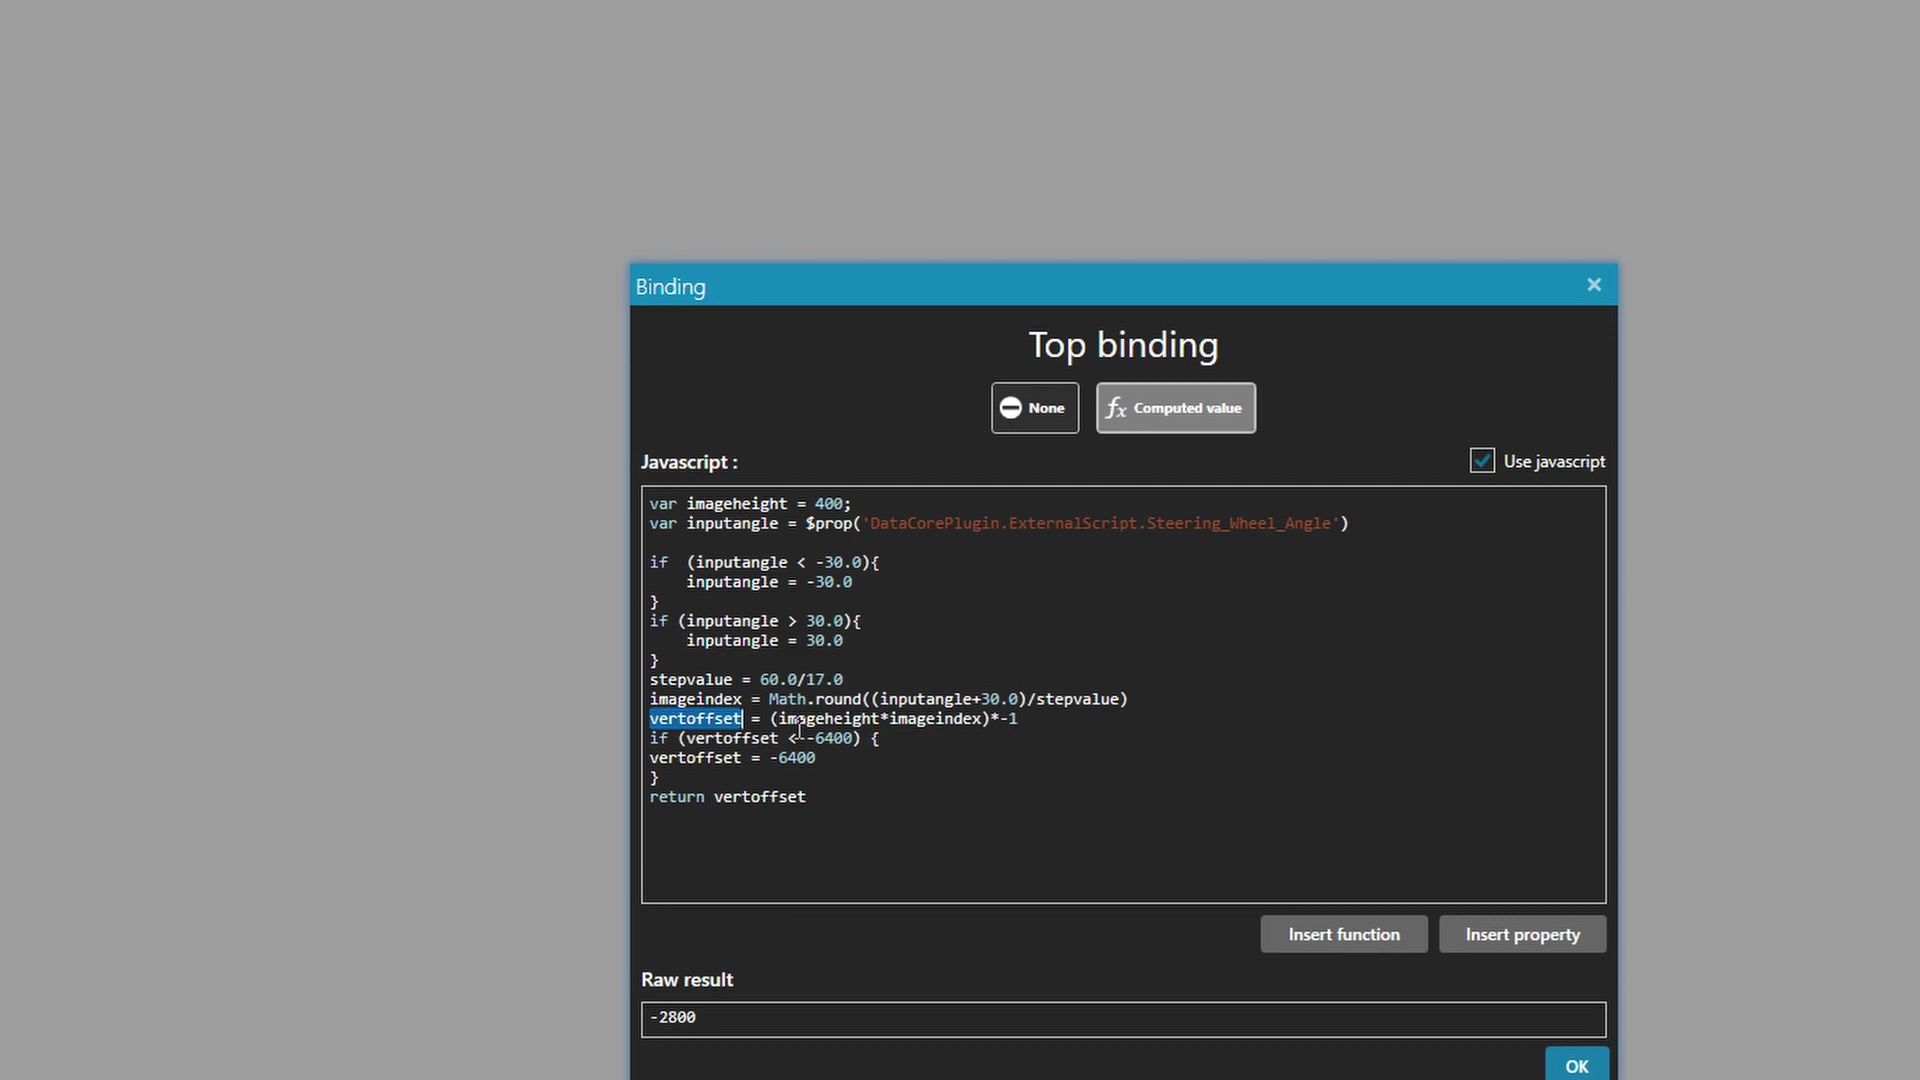 Binding
Top binding
None
fx Computed value
Javascript :
Use javascript
var imageheight = 400;
var inputangle = $prop('DataCorePlugin.ExternalScript.Steering_Wheel_Angle')
if  (inputangle < -30.0){
    inputangle = -30.0
}
if (inputangle > 30.0){
    inputangle = 30.0
}
stepvalue = 60.0/17.0
imageindex = Math.round((inputangle+30.0)/stepvalue)
vertoffset = (imageheight*imageindex)*-1
if (vertoffset < -6400) {
vertoffset = -6400
}
return vertoffset
Insert function
Insert property
Raw result
-2800
OK